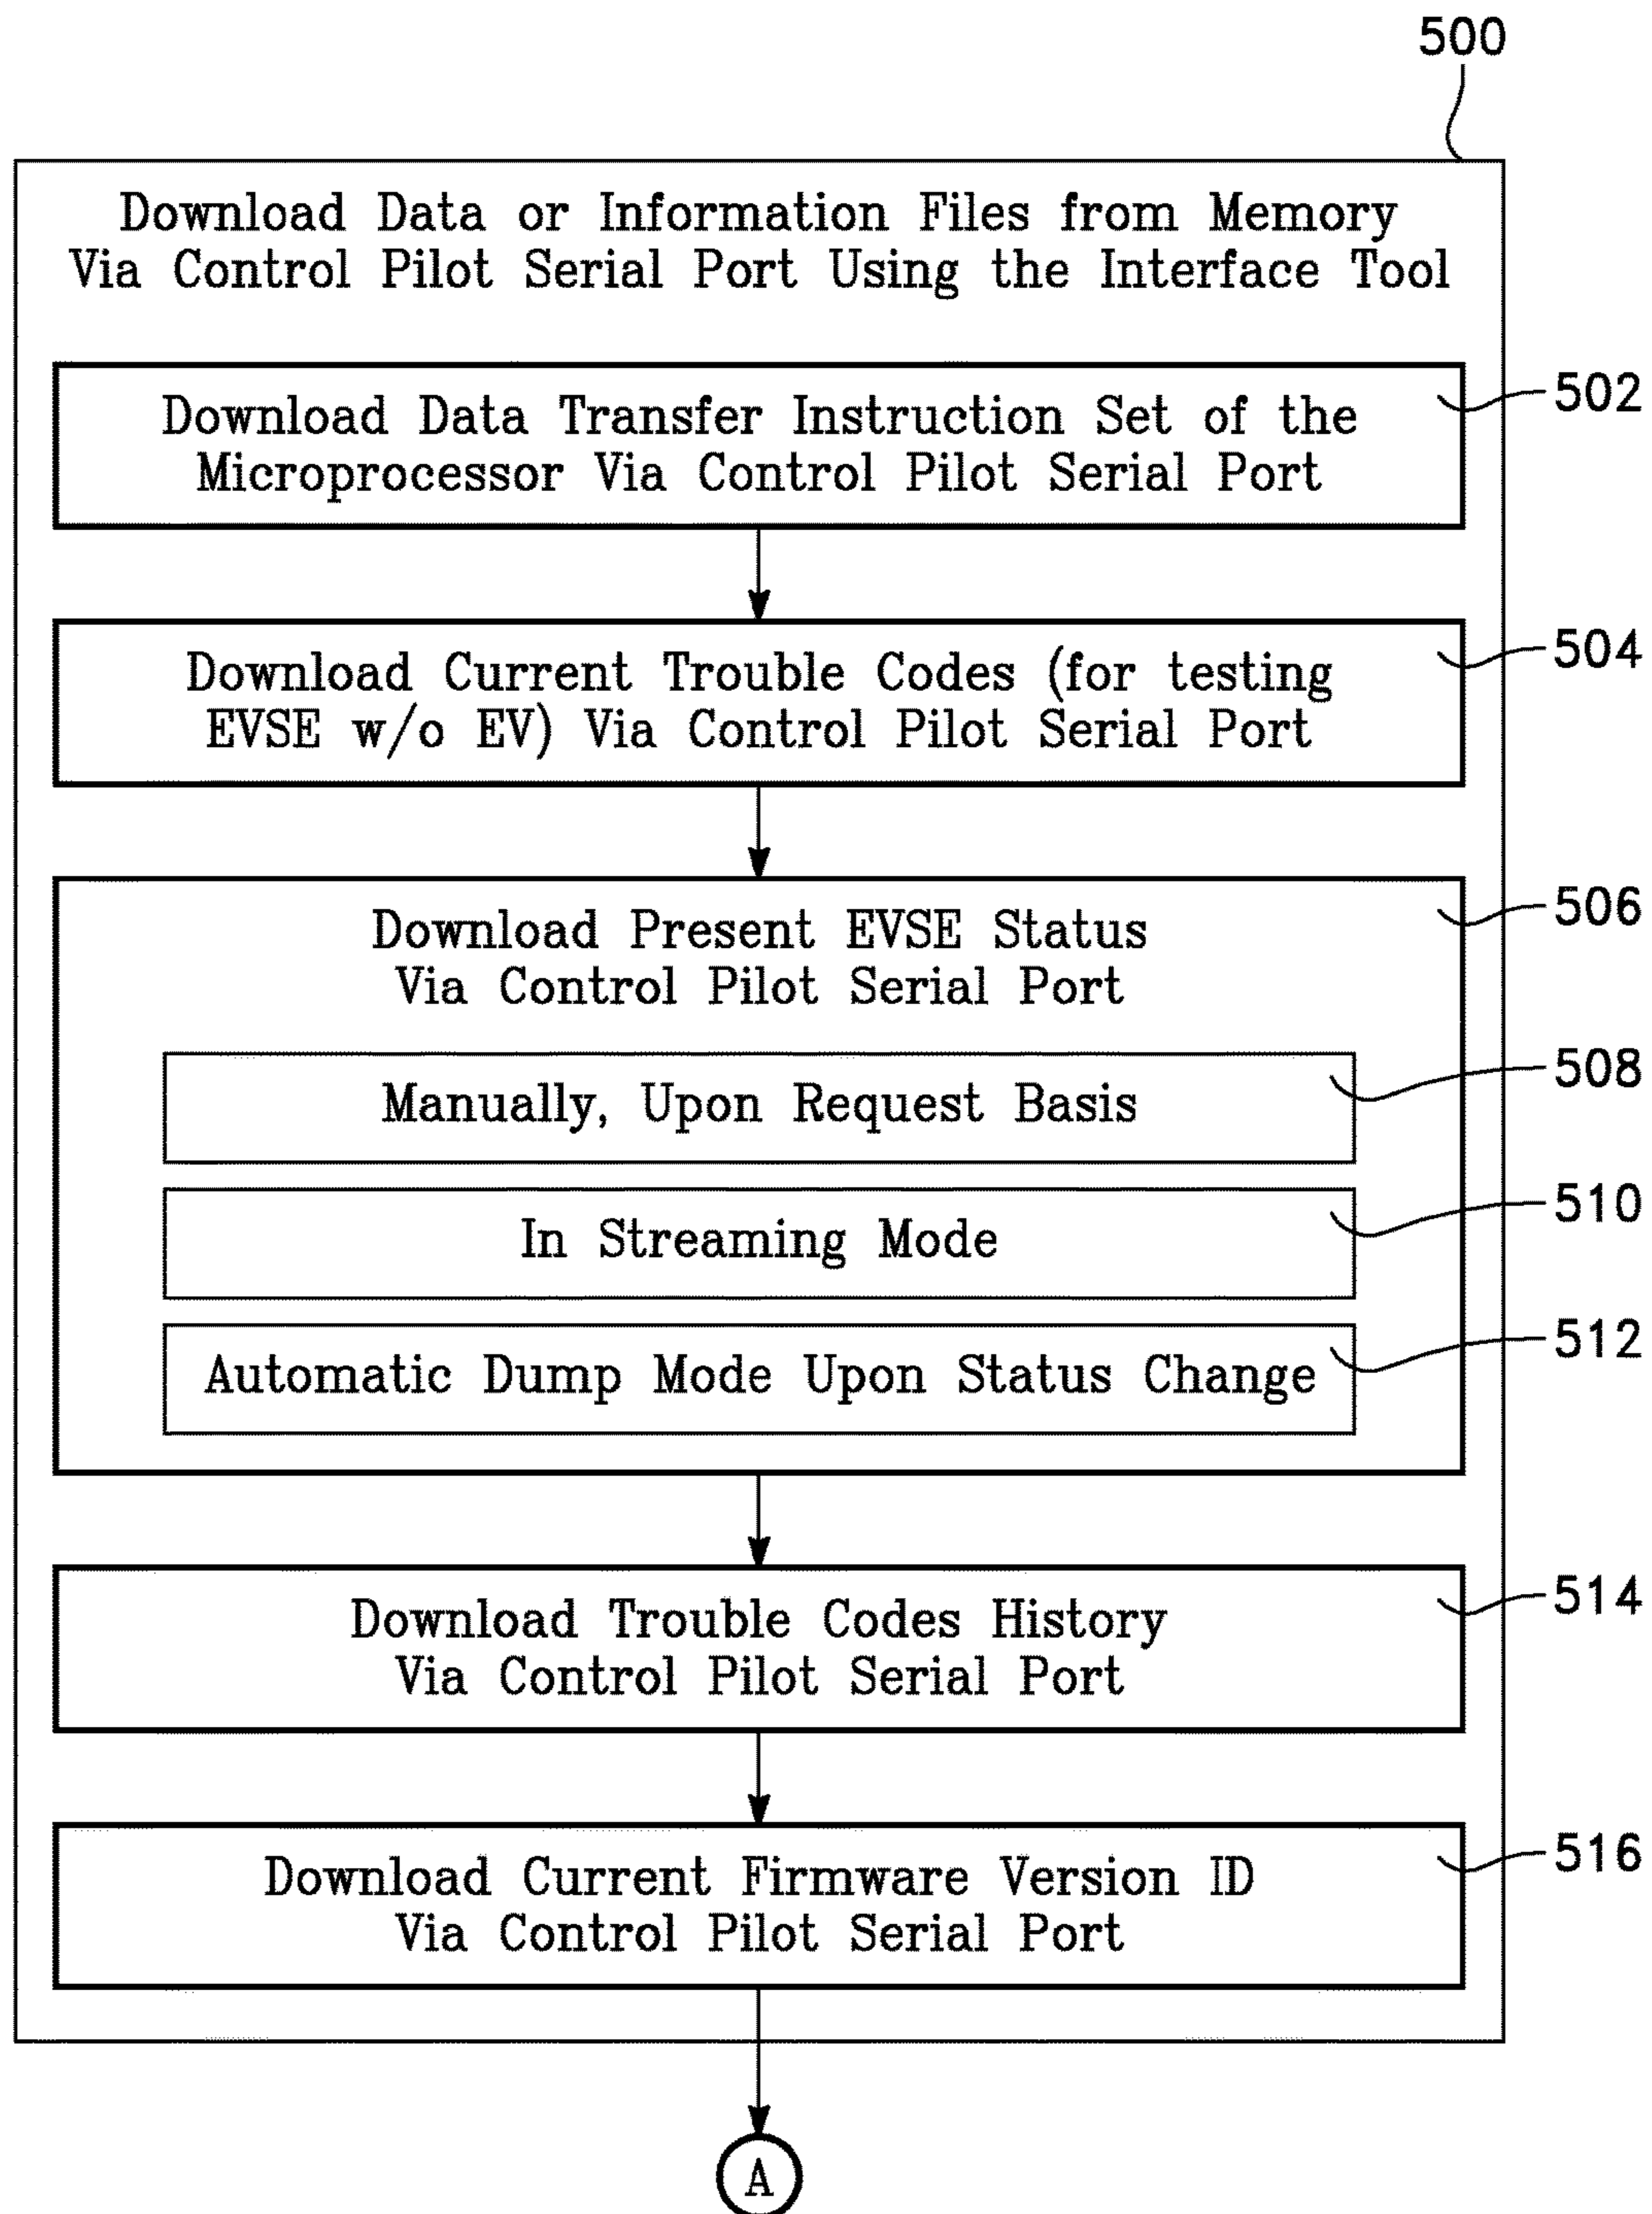 500
Download Data or Information Files from Memory
Via Control Pilot Serial Port Using the Interface Tool
Download Data Transfer Instruction Set of the
Microprocessor Via Control Pilot Serial Port
502
Download Current Trouble Codes (for testing
EVSE w/o EV) Via Control Pilot Serial Port
504
Download Present EVSE Status
Via Control Pilot Serial Port
506
Manually, Upon Request Basis
508
In Streaming Mode
510
Automatic Dump Mode Upon Status Change
512
Download Trouble Codes History
Via Control Pilot Serial Port
514
Download Current Firmware Version ID
Via Control Pilot Serial Port
516
A